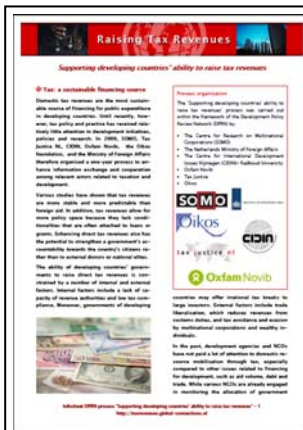 Raising Tax Revenues
Supporting developing countries' ability to raise tax revenues
Tax: a sustainable financing source
Domestic tax revenues are the most sustain-
able source of financing for public expenditure
in developing countries. Until recently, how-
ever, tax policy and practice has received rela-
tively little attention in development initiatives,
policies and research. In 2009, SOMO, Tax
Justice NL, CIDIN, Oxfam Novib, the Oikos
foundation, and the Ministry of Foreign Affairs
therefore organised a one-year process to en-
hance information exchange and cooperation
among relevant actors related to taxation and
development.
Various studies have shown that tax revenues
are more stable and more predictable than
foreign aid. In addition, tax revenues allow for
more policy space because they lack condi-
tionalities that are often attached to loans or
grants. Enhancing direct tax revenues also has
the potential to strengthen a government's ac-
countability towards the country's citizens ra-
ther than to external donors or national elites.
The ability of developing countries' govern-
ments to raise direct tax revenues is con-
strained by a number of internal and external
factors. Internal factors include a lack of ca-
pacity of revenue authorities and low tax com-
pliance. Moreover, governments of developing
Process organisation
The 'Supporting developing countries' ability to
raise tax revenues' process was carried out
within the framework of the Development Policy
Review Network (DPRN) by:
• The Centre for Research on Multinational
Corporations (SOMO)
• The Netherlands Ministry of Foreign Affairs
• The Centre for International Development
Issues Nijmegen (CIDIN)- Radboud University
• Oxfam Novib
• Tax Justice
• Oikos
SOMO
Oikos
CIDIN
tax justice nl
Oxfam Novib
countries may offer irrational tax breaks to
large investors. External factors include trade
liberalisation, which reduces revenues from
customs duties, and tax avoidance and evasion
by multinational corporations and wealthy in-
dividuals.
In the past, development agencies and NGOs
have not paid a lot of attention to domestic re-
source mobilisation through tax, especially
compared to other issues related to financing
for development, such as aid volume, debt and
trade. While various NGOs are already engaged
in monitoring the allocation of government
Infosheet DPRN process "Supporting developing countries' ability to raise tax revenues" – 1
http://taxrevenues.global-connections.nl